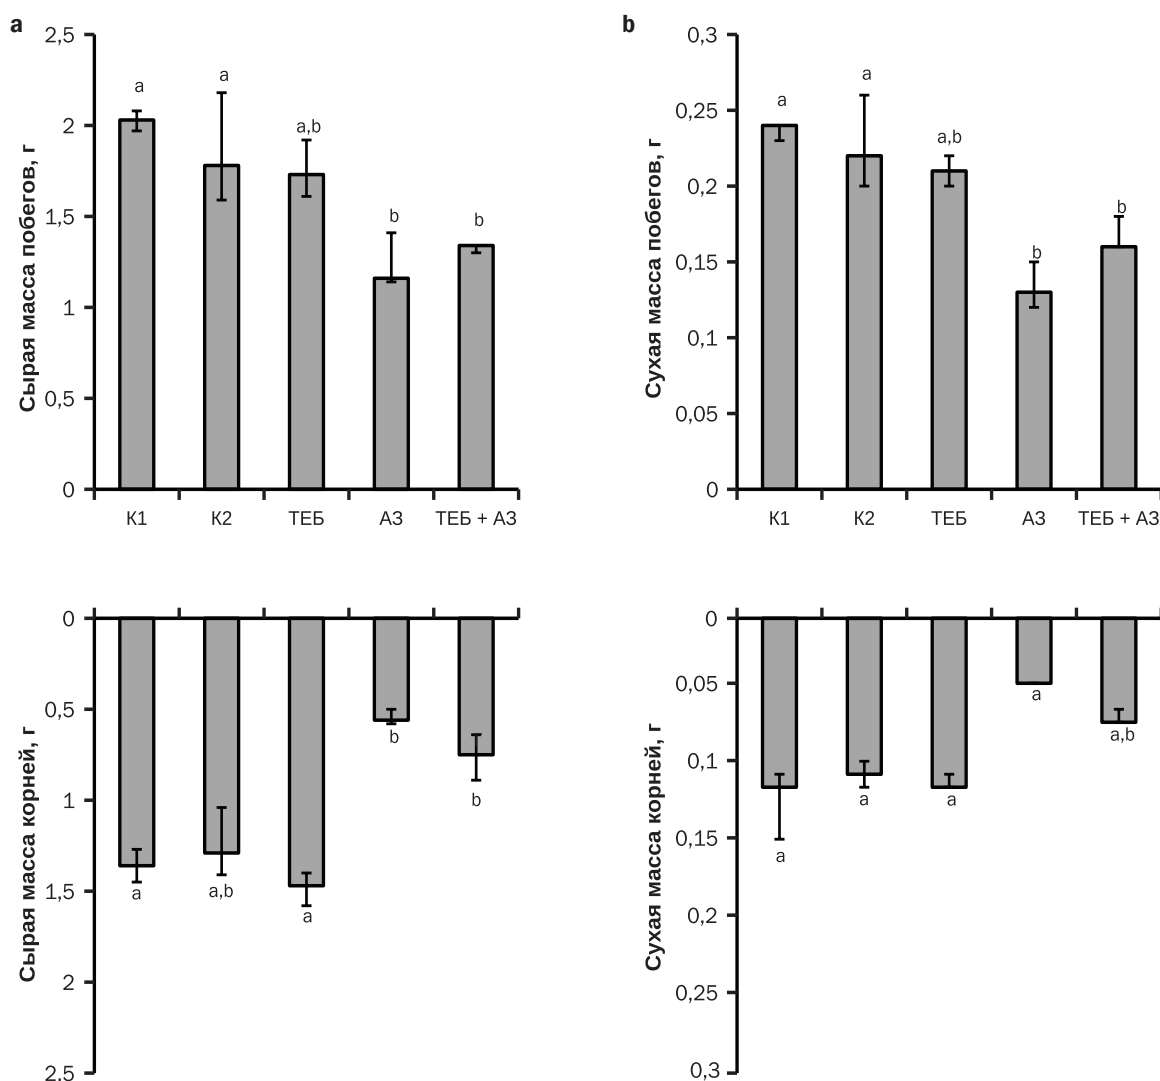 a
2,5
2
1,5
1
0,5
0
Сырая масса побегов, г
a
a
a,b
b
b
К1
К2
ТЕБ
АЗ
ТЕБ + АЗ
b
0,3
0,25
0,2
0,15
0,1
0,05
0
Сухая масса побегов, г
a
a
a,b
b
b
К1
К2
ТЕБ
АЗ
ТЕБ + АЗ
0
0,5
1
1,5
2
2,5
Сырая масса корней, г
a
a,b
a
b
b
0
0,05
0,1
0,15
0,2
0,25
0,3
Сухая масса корней, г
a
a
a
a
a,b